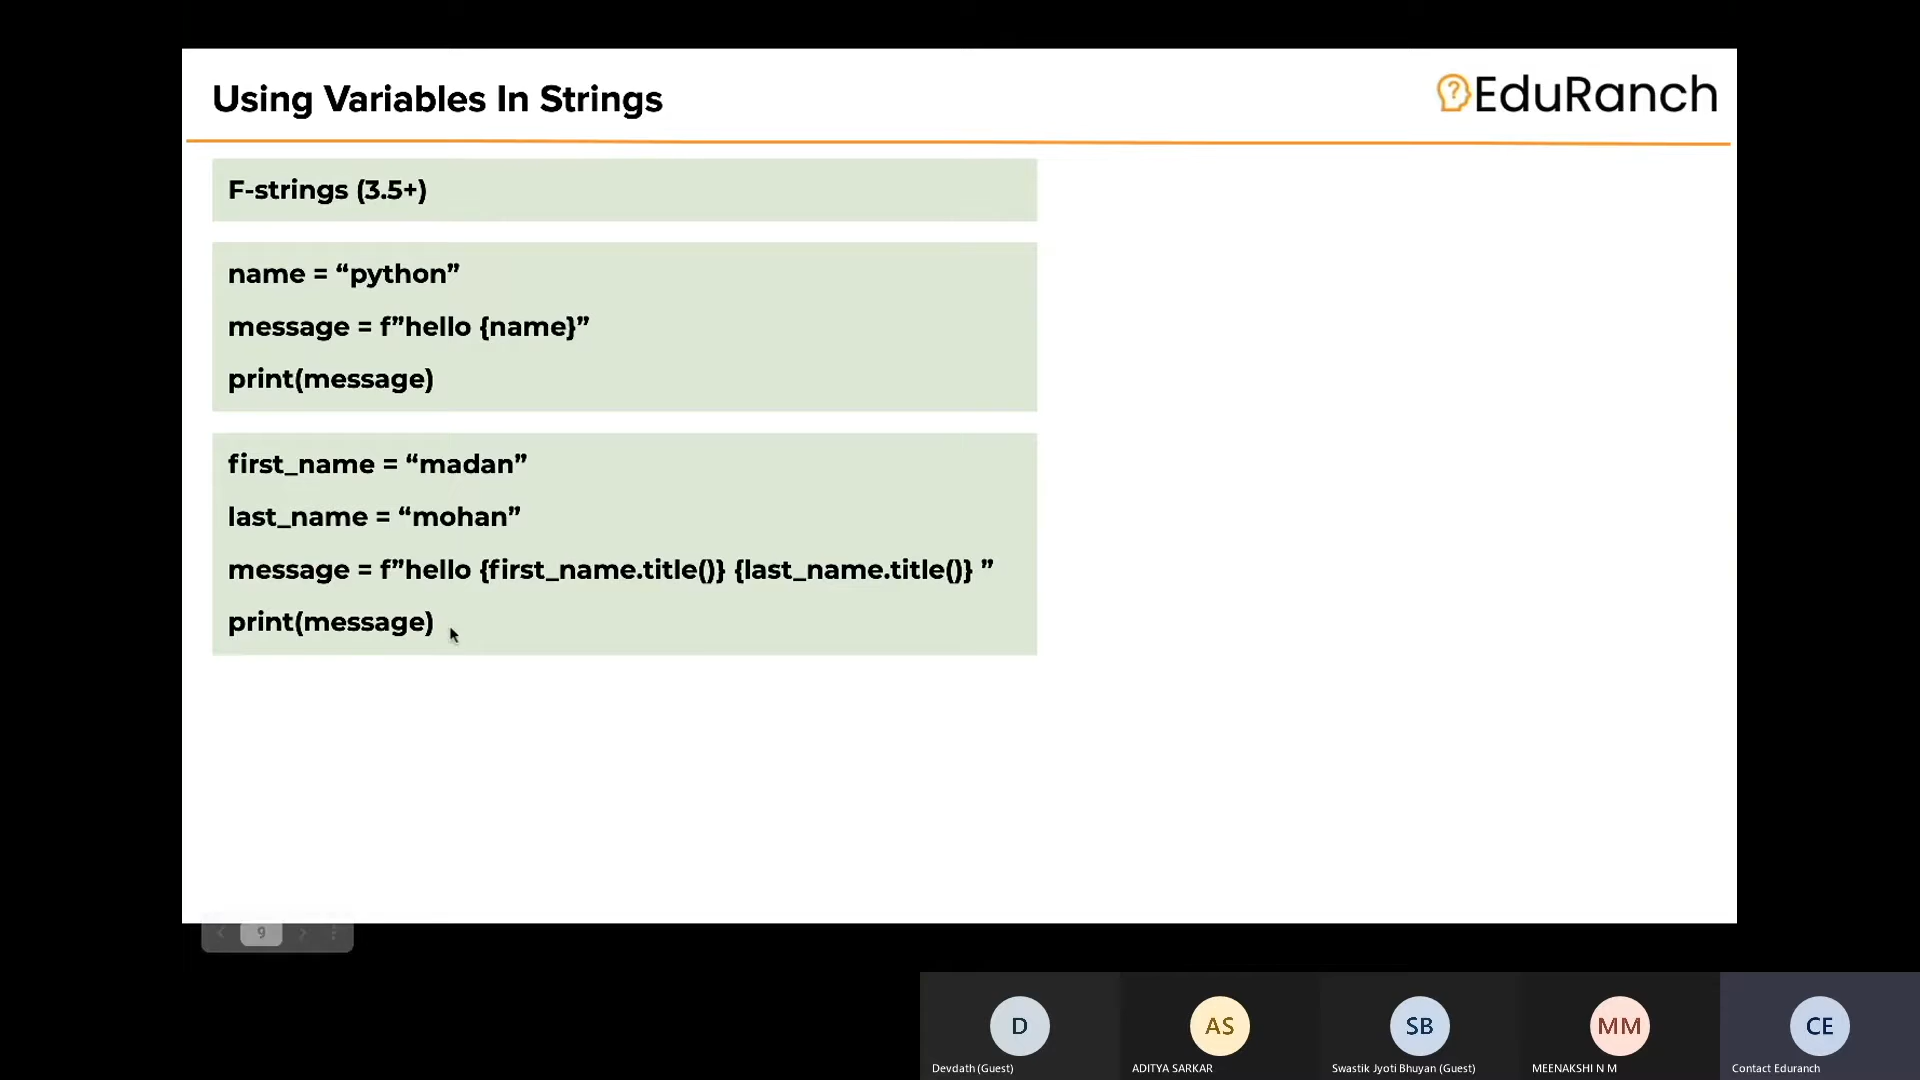 Using Variables In Strings
?
EduRanch
F-strings (3.5+)
name = “python”
message = f”hello {name}”
print(message)
first_name = “madan”
last_name = “mohan”
message = f”hello {first_name.title()} {last_name.title()} ”
print(message)
9
D
AS
SB
MM
CE
Devdath (Guest)
ADITYA SARKAR
Swastik Jyoti Bhuyan (Guest)
MEENAKSHI N M
Contact Eduranch